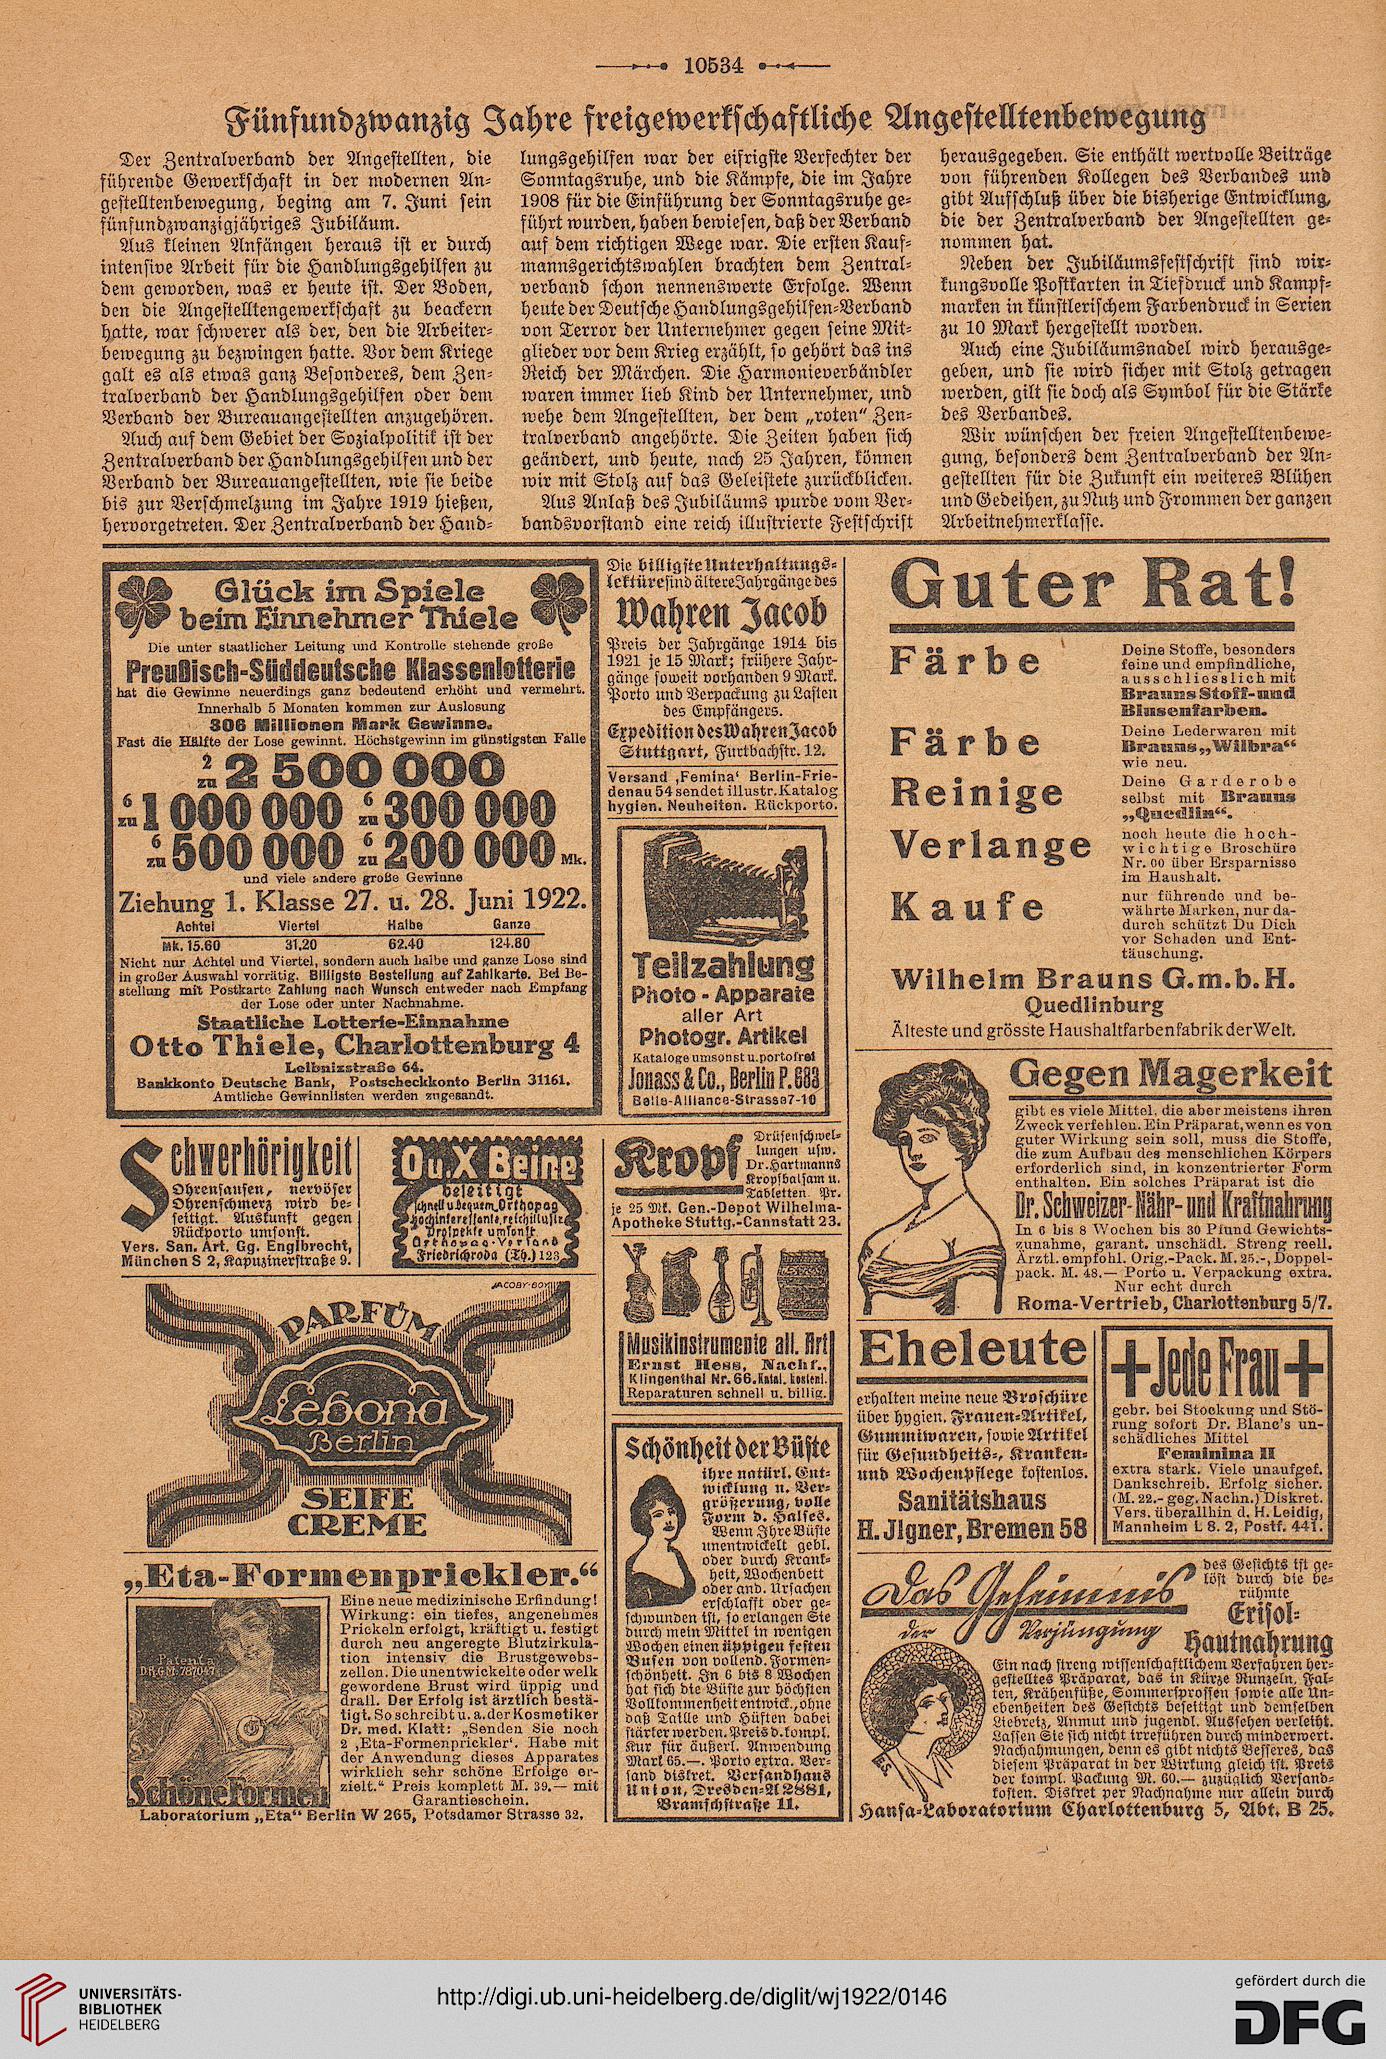 10534
Fünfundzwanzig Jahre freigewerkschaftliche Angestelltenbewegung
Der Zentralverband der Angestellten, die
führende Gewerkschaft in der modernen An-
gestelltenbewegung, beging am 7. Juni sein
fünfundzwanzigjähriges Jubiläum.
Aus kleinen Anfängen heraus ist er durch
intensive Arbeit für die Handlungsgehilfen zu
dem geworden, was er heute ist. Der Boden,
den die Angestelltengewerkschaft zu beackern
hatte, war schwerer als der, den die Arbeiter-
bewegung zu bezwingen hatte. Vor dem Kriege
galt es als etwas ganz Besonderes, dem Zen-
tralverband der Handlungsgehilfen oder dem
Verband der Bureauangestellten anzugehören.
Auch auf dem Gebiet der Sozialpolitik ist der
Zentralverband der Handlungsgehilfen und der
Verband der Bureauangestellten, wie sie beide
bis zur Verschmelzung im Jahre 1919 hießen,
hervorgetreten. Der Zentralverband der Hand-
lungsgehilfen war der eifrigste Verfechter der
Sonntagsruhe, und die Kämpfe, die im Jahre
1908 für die Einführung der Sonntagsruhe ge-
führt wurden, haben bewiesen, daß der Verband
auf dem richtigen Wege war. Die ersten Kauf-
mannsgerichtswahlen brachten dem Zentral-
verband schon nennenswerte Erfolge. Wenn
heute der Deutsche Handlungsgehilfen-Verband
von Terror der Unternehmer gegen seine Mit-
glieder vor dem Krieg erzählt, so gehört das ins
Reich der Märchen. Die Harmonieverbändler
waren immer lieb Kind der Unternehmer, und
wehe dem Angestellten, der dem „roten“ Zen-
tralverband angehörte. Die Zeiten haben sich
geändert, und heute, nach 25 Jahren, können
wir mit Stolz auf das Geleistete zurückblicken.
Aus Anlaß des Jubiläums wurde vom Ver-
bandsvorstand eine reich illustrierte Festschrift
herausgegeben. Sie enthält wertvolle Beiträge
von führenden Kollegen des Verbandes und
gibt Aufschluß über die bisherige Entwicklung,
die der Zentralverband der Angestellten ge-
nommen hat.
Neben der Jubiläumsfestschrift sind wir-
kungsvolle Postkarten in Tiefdruck und Kampf-
marken in künstlerischem Farbendruck in Serien
zu 10 Mark hergestellt worden.
Auch eine Jubiläumsnadel wird herausge-
geben, und sie wird sicher mit Stolz getragen
werden, gilt sie doch als Symbol für die Stärke
des Verbandes.
Wir wünschen der freien Angestelltenbewe-
gung, besonders dem Zentralverband der An-
gestellten für die Zukunft ein weiteres Blühen
und Gedeihen, zu Nutz und Frommen der ganzen
Arbeitnehmerklasse.
Glück im Spiele
beim Einnehmer Thiele
Die unter staatlicher Leitung und Kontrolle stehende große
Preußisch-Süddeutsche Klassenlotterie
hat die Gewinne neuerdings ganz bedeutend erhöht und vermehrt.
Innerhalb 5 Monaten kommen zur Auslosung
306 Millionen Mark Gewinne.
Fast die Hälfte der Lose gewinnt. Höchstgewinn im günstigsten Falle
2 zu 2 500 000
6 zu 1 000 000 6 zu 300 000
6 zu 500 000 6 zu 200 000 Mk.
und viele andere große Gewinne
Ziehung 1. Klasse 27. u. 28. Juni 1922.
Achtel Viertel Halbe Ganze
Mk. 15.60 31.20 62.40 124.80
Nicht nur Achtel und Viertel, sondern auch halbe und ganze Lose sind
in großer Auswahl vorrätig. Billigste Bestellung auf Zahlkarte. Bei Be-
stellung mit Postkarte Zahlung nach Wunsch entweder nach Empfang
der Lose oder unter Nachnahme.
Staatliche Lotterie-Einnahme
Otto Thiele, Charlottenburg 4
Leibnizstraße 64.
Bankkonto Deutsche Bank, Postscheckkonto Berlin 31161.
Amtliche Gewinnlisten werden zugesandt.
Die billigste Unterhaltungs-
lektüre sind ältere Jahrgänge des
Wahren Jacob
Preis der Jahrgänge 1914 bis
1921 je 15 Mark; frühere Jahr-
gänge soweit vorhanden 9 Mark.
Porto und Verpackung zu Lasten
des Empfängers.
Expedition des Wahren Jacob
Stuttgart, Furtbachstr. 12.
Versand ‚Femina‘ Berlin-Frie-
denau 54 sendet illustr. Katalog
hygien. Neuheiten. Rückporto.
Teilzahlung
Photo-Apparate
aller Art
Photogr. Artikel
Kataloge umsonst u. portofrei
Jonass & Co., Berlin P. 683
Belle-Alliance-Strasse 7-10
Guter Rat!
Färbe
Deine Stoffe, besonders
feine und empfindliche,
ausschliesslich mit
Brauns Stoff- und
Blusenfarben.
Färbe
Deine Lederwaren mit
Brauns „Wilbra“
wie neu.
Reinige
Deine Garderobe
selbst mit Brauns
„Quedlin“.
Verlange
noch heute die hoch-
wichtige Broschüre
Nr. 00 über Ersparnisse
im Haushalt.
Kaufe
nur führende und be-
währte Marken, nur da-
durch schützt Du Dich
vor Schaden und Ent-
täuschung.
Wilhelm Brauns G.m.b.H.
Quedlinburg
Älteste und grösste Haushaltfarbenfabrik der Welt.
Gegen Magerkeit
gibt es viele Mittel, die aber meistens ihren
Zweck verfehlen. Ein Präparat, wenn es von
guter Wirkung sein soll, muss die Stoffe,
die zum Aufbau des menschlichen Körpers
erforderlich sind, in konzentrierter Form
enthalten. Ein solches Präparat ist die
Dr. Schweizer-Nähr- und Kraftnahrung
In 6 bis 8 Wochen bis 30 Pfund Gewichts-
zunahme, garant. unschädl. Streng reell.
Ärztl. empfohl. Orig.-Pack. M. 25.-, Doppel-
pack. M. 48.— Porto u. Verpackung extra.
Nur echt durch
Roma-Vertrieb, Charlottenburg 5/7.
Schwerhörigkeit
Ohrensausen, nervöser
Ohrenschmerz wird be-
seitigt. Auskunft gegen
Rückporto umsonst.
Vers. San. Art. Gg. Englbrecht,
München S 2, Kapuzinerstraße 9.
O u. X Beine
beseitigt
schnell u. bequem. Orthopag
hochinteressante, reich illustr.
Prospekte umsonst
Orthopag-Versand
Friedrichroda (Th.) 123
Kropf
Drüsenschwel-
lungen usw.
Dr. Hartmanns
Kropfbalsam u.
Tabletten. Pr.
je 25 Mk. Gen.-Depot Wilhelma-
Apotheke Stuttg.-Cannstatt 23.
Musikinstrumente all. Art
Ernst Hess, Nachf.,
Klingenthal Nr. 66. Katal. kostenl.
Reparaturen schnell u. billig.
PARFÜM
Lebona
Berlin
SEIFE
CREME
Eheleute
erhalten meine neue Broschüre
über hygien. Frauen-Artikel,
Gummiwaren, sowie Artikel
für Gesundheits-, Kranken-
und Wochenpflege kostenlos.
Sanitätshaus
H. Jlgner, Bremen 58
+ Jede Frau +
gebr. bei Stockung und Stö-
rung sofort Dr. Blanc's un-
schädliches Mittel
Feminina II
extra stark. Viele unaufgef.
Dankschreib. Erfolg sicher.
(M. 22.- geg. Nachn.) Diskret.
Vers. überallhin d. H. Leidig,
Mannheim L 8. 2, Postf. 441.
„Eta-Formenprickler.“
Eine neue medizinische Erfindung!
Wirkung: ein tiefes, angenehmes
Prickeln erfolgt, kräftigt u. festigt
durch neu angeregte Blutzirkula-
tion intensiv die Brustgewebs-
zellen. Die unentwickelte oder welk
gewordene Brust wird üppig und
drall. Der Erfolg ist ärztlich bestä-
tigt. So schreibt u. a. der Kosmetiker
Dr. med. Klatt: „Senden Sie noch
2 ‚Eta-Formenprickler‘. Habe mit
der Anwendung dieses Apparates
wirklich sehr schöne Erfolge er-
zielt.“ Preis komplett M. 39.— mit
Garantieschein.
D.R.G.M. 787047
Schöne Formen
Laboratorium „Eta“ Berlin W 265, Potsdamer Strasse 32.
Schönheit der Büste
ihre natürl. Ent-
wicklung u. Ver-
größerung, volle
Form d. Halses.
Wenn Ihre Büste
unentwickelt gebl.
oder durch Krank-
heit, Wochenbett
oder and. Ursachen
erschlafft oder ge-
schwunden ist, so erlangen Sie
durch mein Mittel in wenigen
Wochen einen üppigen festen
Busen von vollend. Formen-
schönheit. In 6 bis 8 Wochen
hat sich die Büste zur höchsten
Vollkommenheit entwick., ohne
daß Taille und Hüften dabei
stärker werden. Preis d. kompl.
Kur für äußerl. Anwendung
Mark 65.—. Porto extra. Ver-
sand diskret. Versandhaus
Union, Dresden-A 2881,
Bramschstraße 11.
Das Geheimnis
der Verjüngung
des Gesichts ist ge-
löst durch die be-
rühmte
Erisol-
Hautnahrung
Ein nach streng wissenschaftlichem Verfahren her-
gestelltes Präparat, das in Kürze Runzeln, Fal-
ten, Krähenfüße, Sommersprossen sowie alle Un-
ebenheiten des Gesichts beseitigt und demselben
Liebreiz, Anmut und jugendl. Aussehen verleiht.
Lassen Sie sich nicht irreführen durch minderwert.
Nachahmungen, denn es gibt nichts Besseres, das
diesem Präparat in der Wirkung gleich ist. Preis
der kompl. Packung M. 60.— zuzüglich Versand-
kosten. Diskret per Nachnahme nur allein durch
Hansa-Laboratorium Charlottenburg 5, Abt. B 25.
UNIVERSITÄTS-
BIBLIOTHEK
HEIDELBERG
http://digi.ub.uni-heidelberg.de/diglit/wj1922/0146
gefördert durch die
DFG